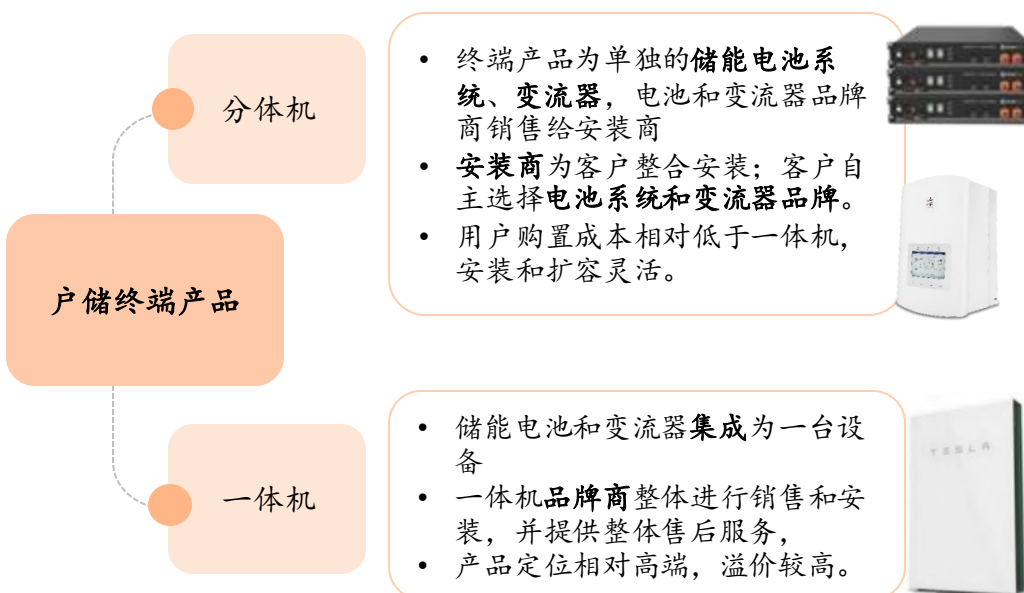 户储终端产品
分体机
• 终端产品为单独的储能电池系
统、变流器，电池和变流器品牌
商销售给安装商
• 安装商为客户整合安装；客户自
主选择电池系统和变流器品牌。
• 用户购置成本相对低于一体机，
安装和扩容灵活。
一体机
• 储能电池和变流器集成为一台设
备
• 一体机品牌商整体进行销售和安
装，并提供整体售后服务，
• 产品定位相对高端，溢价较高。
TESLA